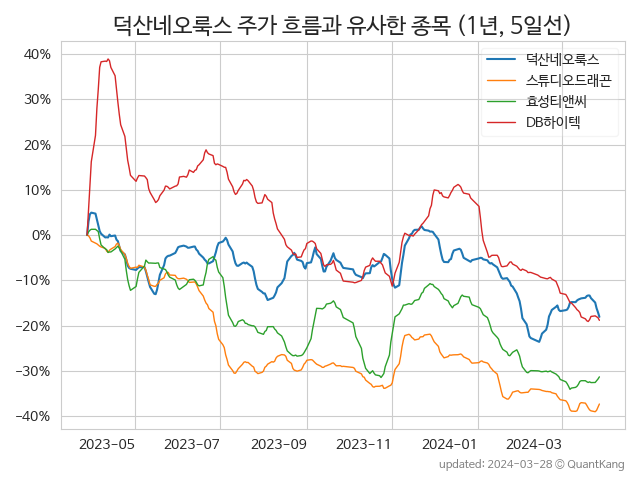 덕산네오룩스 주가 흐름과 유사한 종목 (1년, 5일선)
덕산네오룩스
스튜디오드래곤
효성티앤씨
DB하이텍
40%
30%
20%
10%
0%
−10%
−20%
−30%
−40%
2023-05 2023-07 2023-09 2023-11 2024-01 2024-03
updated: 2024-03-28 © QuantKang